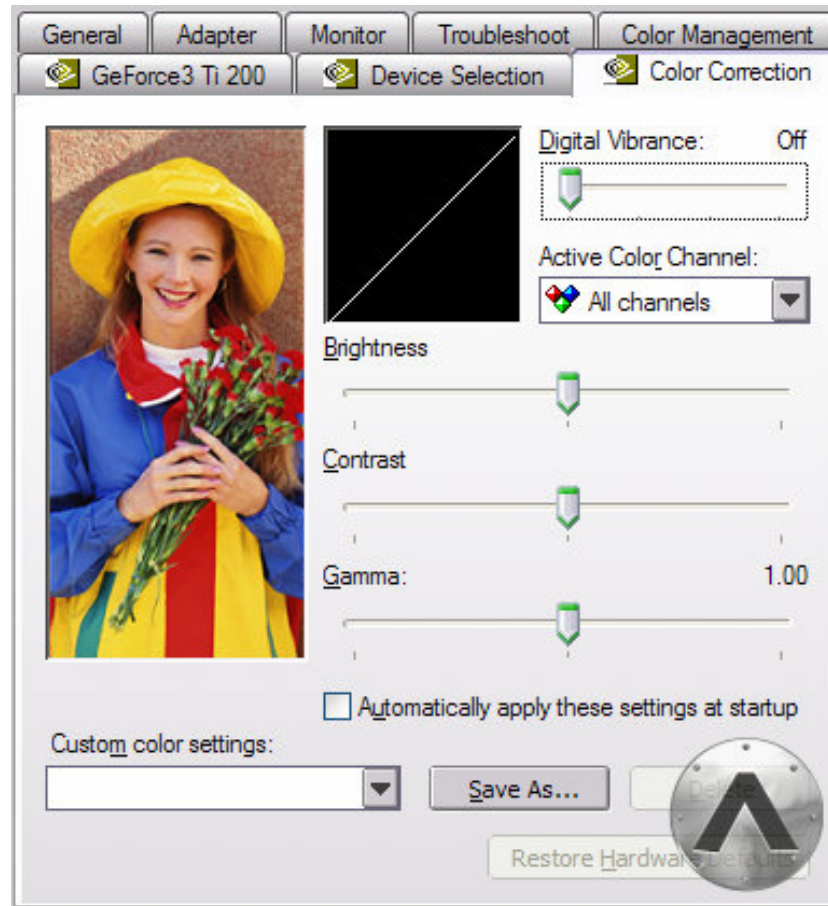 General Adapter Monitor Troubleshoot Color Management
GeForce3 Ti 200 Device Selection Color Correction
Digital Vibrance: Off
Active Color Channel:
All channels
Brightness
Contrast
Gamma: 1.00
Automatically apply these settings at startup
Custom color settings:
Save As... Delete
Restore Hardware Defaults